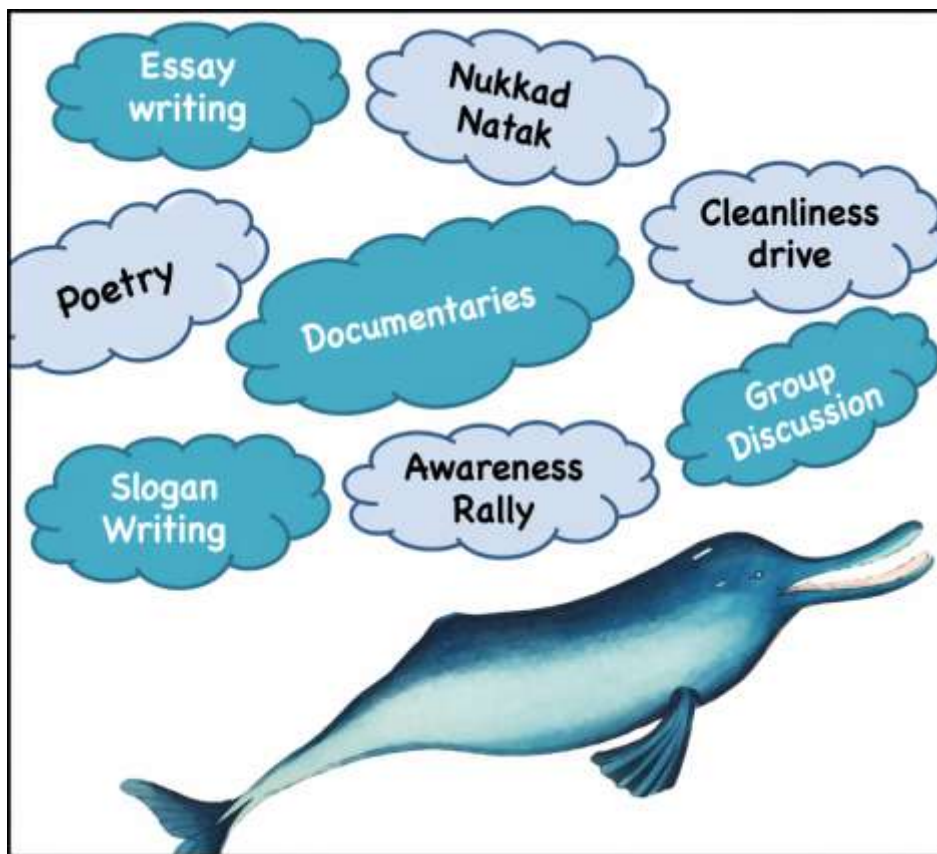 Essay
writing
Nukkad
Natak
Cleanliness
drive
Poetry
Documentaries
Group
Discussion
Slogan
Writing
Awareness
Rally